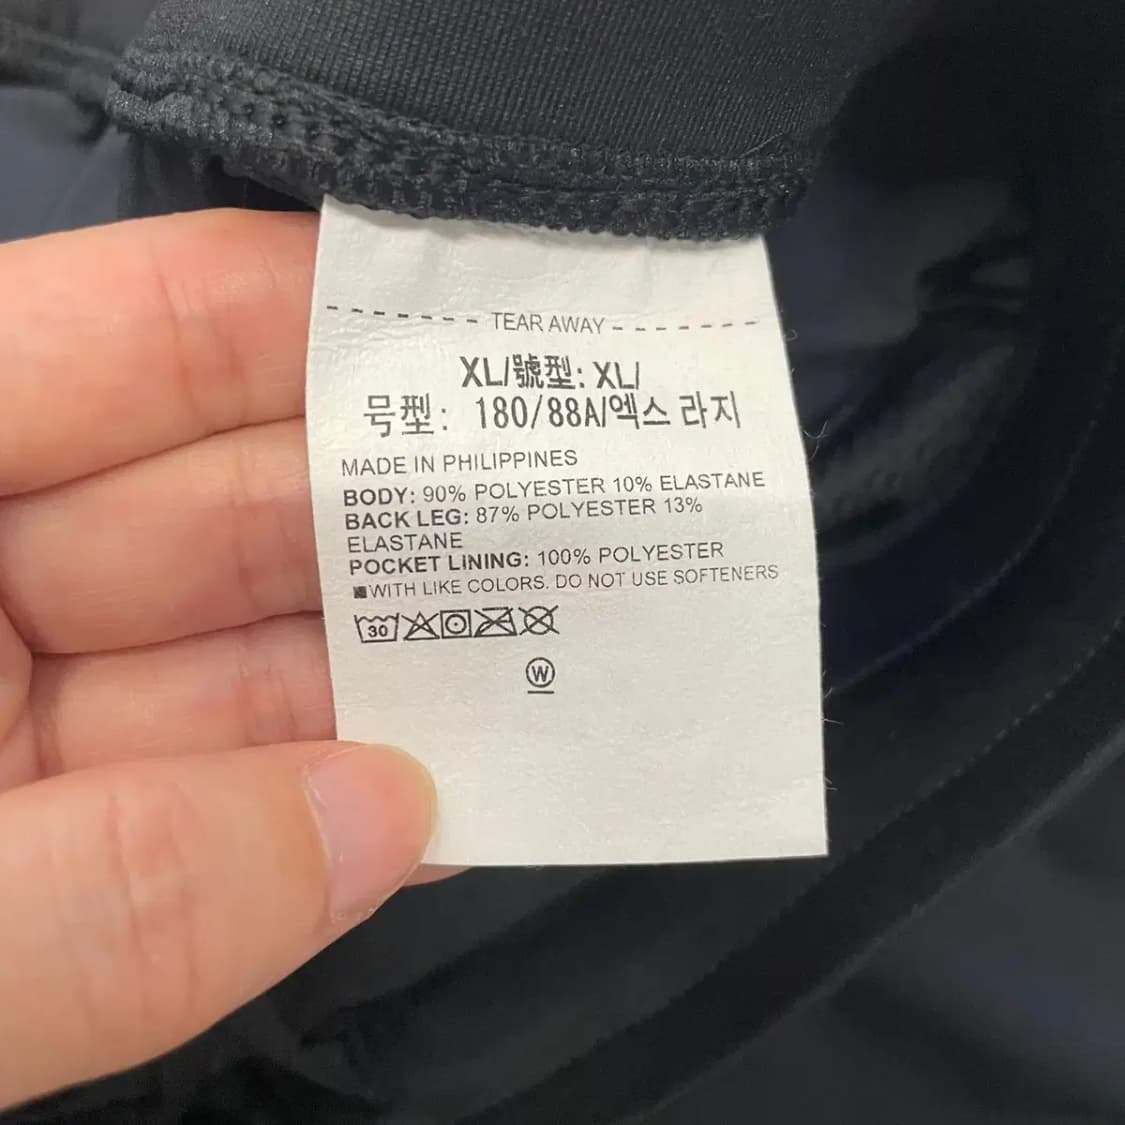 ------- TEAR AWAY -------
XL/號型: XL/
号型: 180/88A/엑스 라지
MADE IN PHILIPPINES
BODY: 90% POLYESTER 10% ELASTANE
BACK LEG: 87% POLYESTER 13%
ELASTANE
POCKET LINING: 100% POLYESTER
WITH LIKE COLORS. DO NOT USE SOFTENERS
30
W